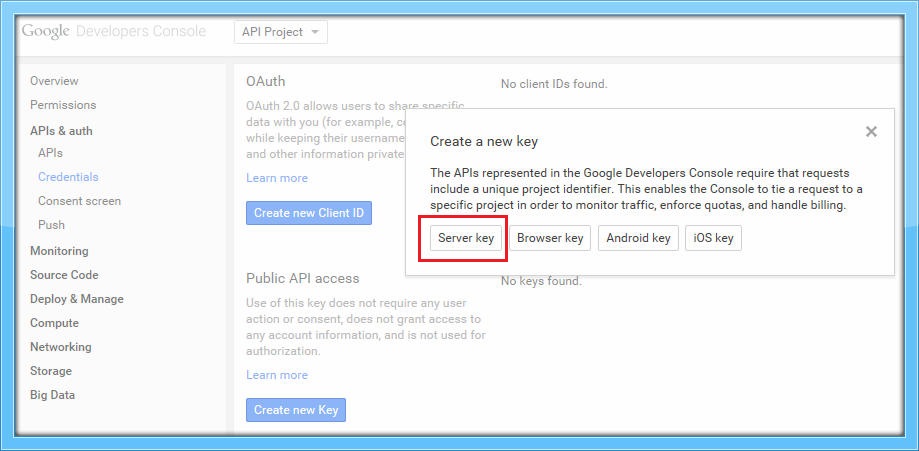 Google Developers Console
API Project
Overview
Permissions
APIs & auth
APIs
Credentials
Consent screen
Push
Monitoring
Source Code
Deploy & Manage
Compute
Networking
Storage
Big Data
OAuth
OAuth 2.0 allows users to share specific
data with you (for example, co
while keeping their username
and other information private
Learn more
Create new Client ID
No client IDs found.
Create a new key
The APIs represented in the Google Developers Console require that requests
include a unique project identifier. This enables the Console to tie a request to a
specific project in order to monitor traffic, enforce quotas, and handle billing.
Server key
Browser key
Android key
iOS key
Public API access
Use of this key does not require any user
action or consent, does not grant access to
any account information, and is not used for
authorization.
Learn more
Create new Key
No keys found.